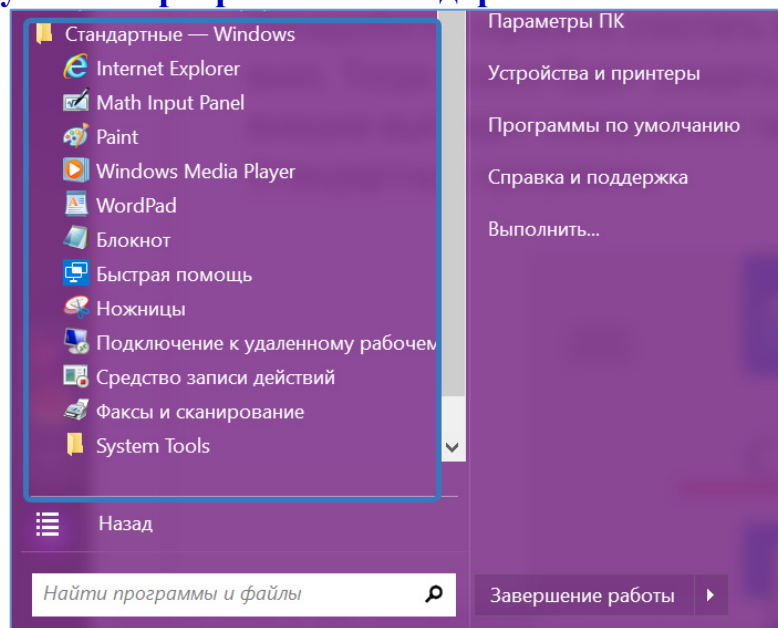 Стандартные — Windows
Internet Explorer
Math Input Panel
Paint
Windows Media Player
WordPad
Блокнот
Быстрая помощь
Ножницы
Подключение к удаленному рабочем
Средство записи действий
Факсы и сканирование
System Tools
Назад
Найти программы и файлы
Параметры ПК
Устройства и принтеры
Программы по умолчанию
Справка и поддержка
Выполнить...
Завершение работы